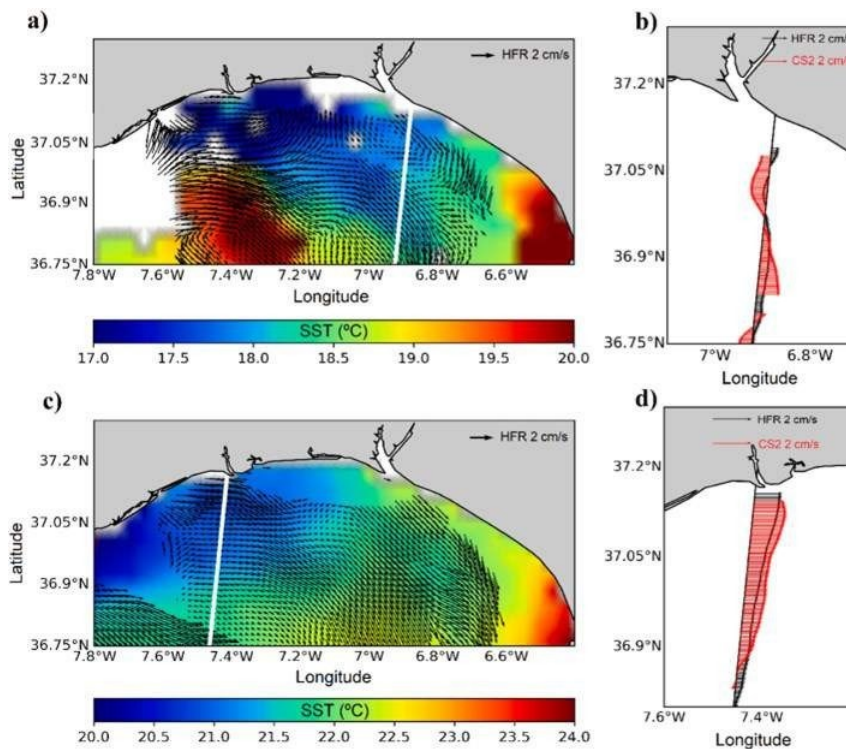 a)
HFR 2 cm/s
37.2°N
37.05°N
36.9°N
36.75°N
Latitude
7.8°W 7.6°W 7.4°W 7.2°W 7°W 6.8°W 6.6°W
Longitude
SST (ºC)
17.0 17.5 18.0 18.5 19.0 19.5 20.0
b)
HFR 2 cm/s
CS2 2 cm/s
37.2°N
37.05°N
36.9°N
36.75°N
7°W 6.8°W
Longitude
c)
HFR 2 cm/s
37.2°N
37.05°N
36.9°N
36.75°N
Latitude
7.8°W 7.6°W 7.4°W 7.2°W 7°W 6.8°W 6.6°W
Longitude
SST (ºC)
20.0 20.5 21.0 21.5 22.0 22.5 23.0 23.5 24.0
d)
HFR 2 cm/s
CS2 2 cm/s
37.2°N
37.05°N
36.9°N
7.6°W 7.4°W
Longitude